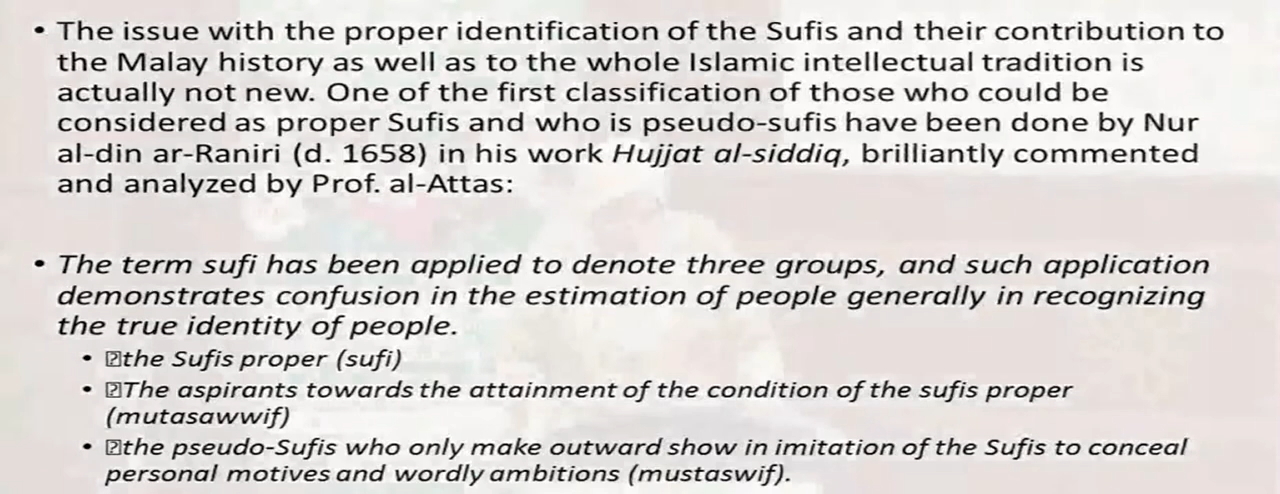 • The issue with the proper identification of the Sufis and their contribution to
the Malay history as well as to the whole Islamic intellectual tradition is
actually not new. One of the first classification of those who could be
considered as proper Sufis and who is pseudo-sufis have been done by Nur
al-din ar-Raniri (d. 1658) in his work Hujjat al-siddiq, brilliantly commented
and analyzed by Prof. al-Attas:
• The term sufi has been applied to denote three groups, and such application
demonstrates confusion in the estimation of people generally in recognizing
the true identity of people.
• the Sufis proper (sufi)
• The aspirants towards the attainment of the condition of the sufis proper
(mutasawwif)
• the pseudo-Sufis who only make outward show in imitation of the Sufis to conceal
personal motives and wordly ambitions (mustaswif).